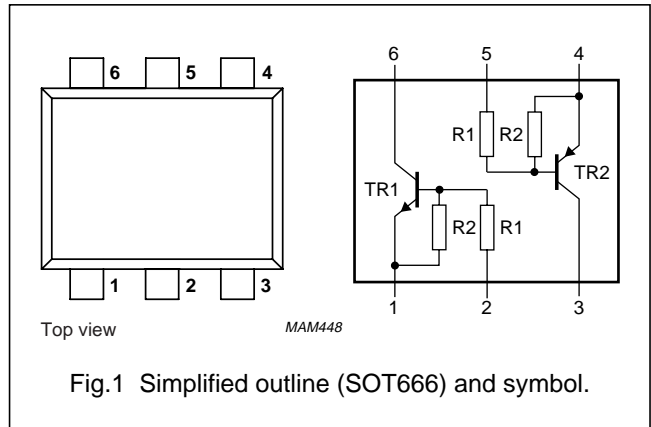 6 5 4
6 5 4
R1 R2
TR2
TR1
R2 R1
1 2 3
1 2 3
Top view
MAM448
Fig.1 Simplified outline (SOT666) and symbol.